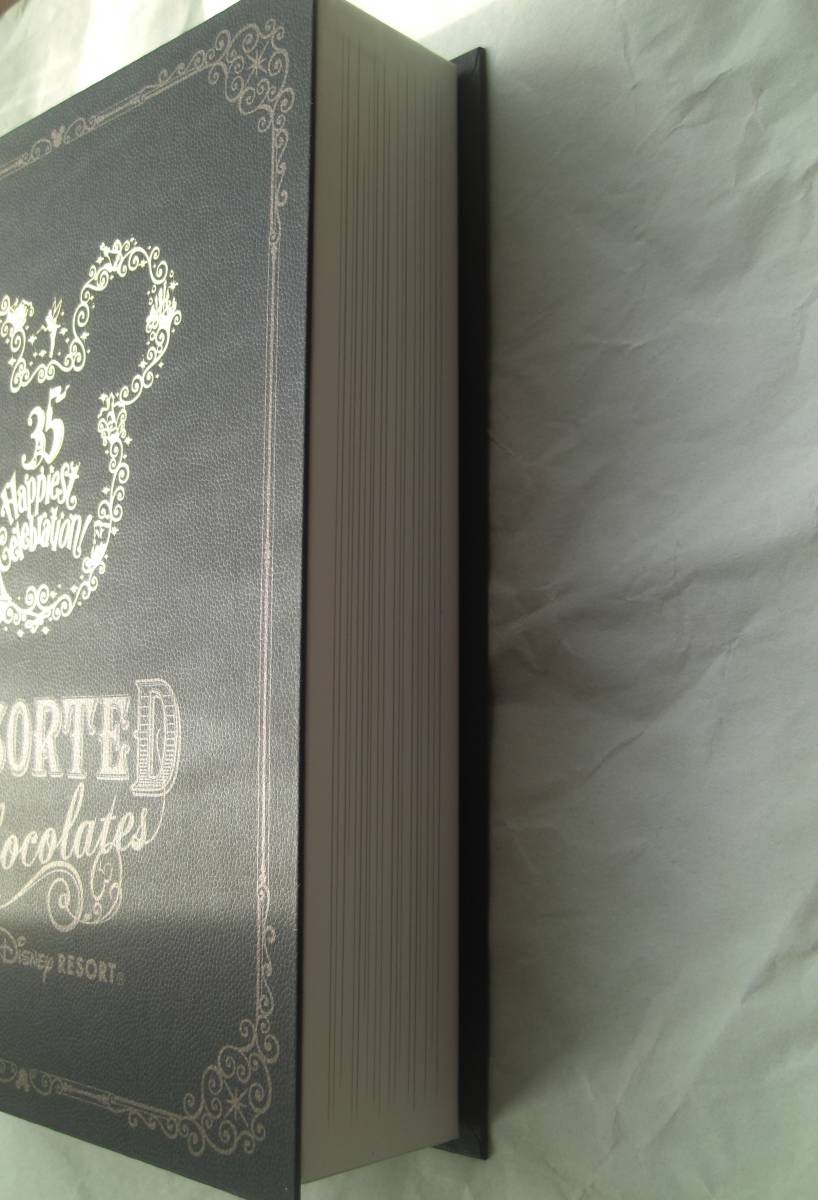 35
Happiest
Celebration!
SORTED
ocolates
Disney RESORT®